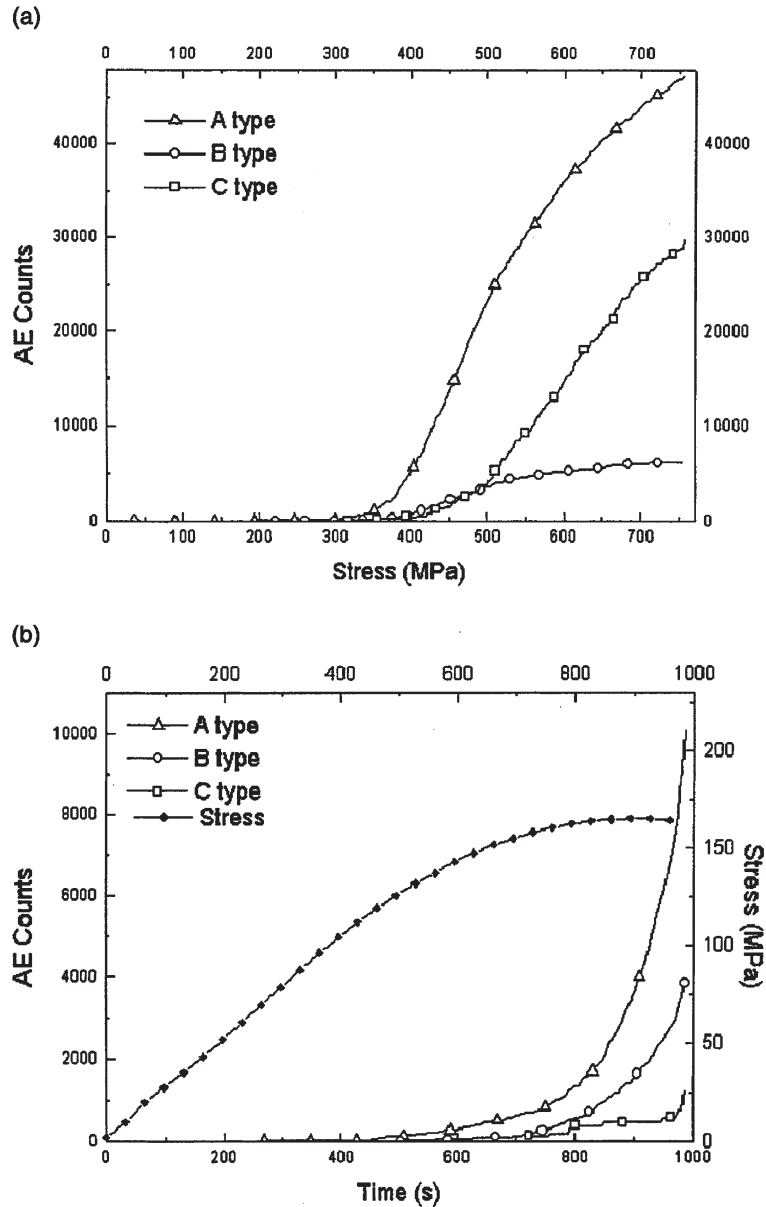 (a)
0 100 200 300 400 500 600 700
A type
B type
C type
40000 40000
30000 30000
20000 20000
10000 10000
0 0
AE Counts
0 100 200 300 400 500 600 700
Stress (MPa)
(b)
0 200 400 600 800 1000
A type
B type
C type
Stress
10000
8000
6000
4000
2000
0
AE Counts
200
150
100
50
0
Stress (MPa)
0 200 400 600 800 1000
Time (s)